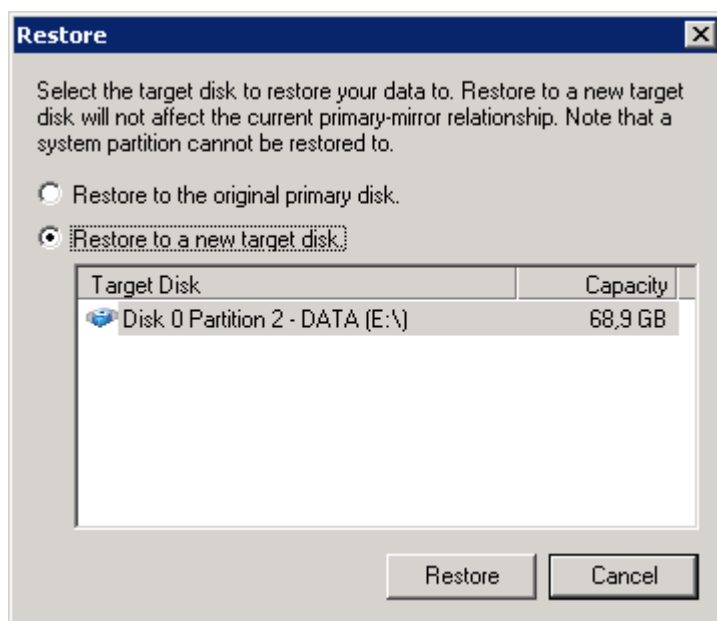 Restore
Select the target disk to restore your data to. Restore to a new target
disk will not affect the current primary-mirror relationship. Note that a
system partition cannot be restored to.
Restore to the original primary disk.
Restore to a new target disk.
Target Disk Capacity
Disk 0 Partition 2 - DATA (E:\) 68,9 GB
Restore Cancel